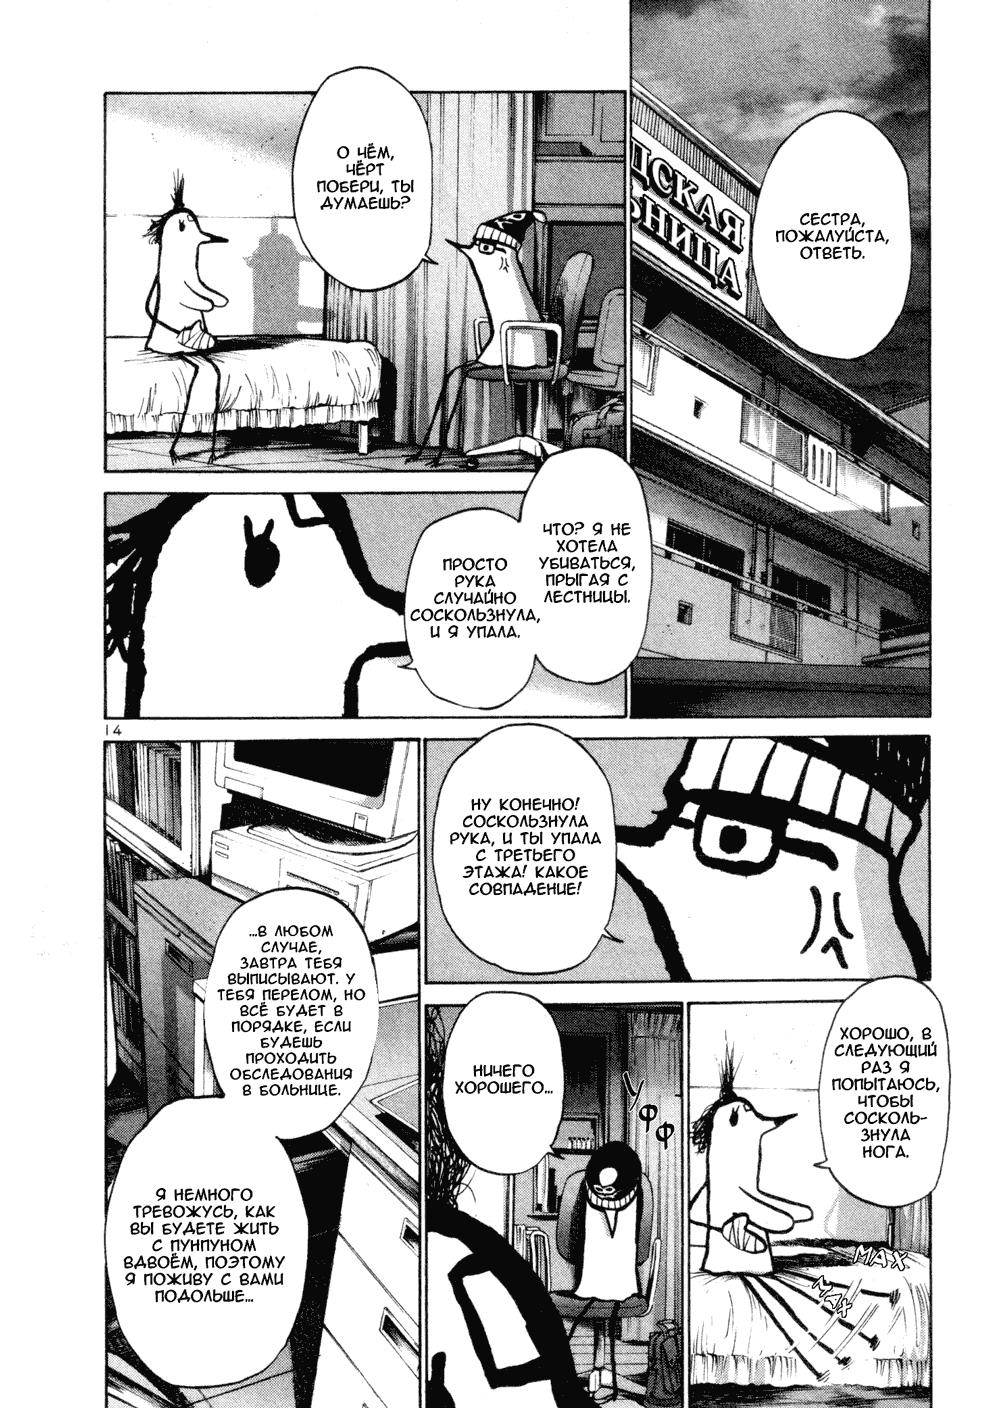 ДСКАЯ
ЬНИЦА
СЕСТРА,
ПОЖАЛУЙСТА,
ОТВЕТЬ.
О ЧЁМ,
ЧЁРТ
ПОБЕРИ, ТЫ
ДУМАЕШЬ?
ЧТО? Я НЕ
ХОТЕЛА
УБИВАТЬСЯ,
ПРЫГАЯ С
ЛЕСТНИЦЫ.
ПРОСТО
РУКА
СЛУЧАЙНО
СОСКОЛЬЗНУЛА,
И Я УПАЛА.
14
НУ КОНЕЧНО!
СОСКОЛЬЗНУЛА
РУКА, И ТЫ УПАЛА
С ТРЕТЬЕГО
ЭТАЖА! КАКОЕ
СОВПАДЕНИЕ!
ХОРОШО, В
СЛЕДУЮЩИЙ
РАЗ Я
ПОПЫТАЮСЬ,
ЧТОБЫ
СОСКОЛЬ-
ЗНУЛА
НОГА.
МАХ
МАХ
НИЧЕГО
ХОРОШЕГО...
УФФ
...В ЛЮБОМ
СЛУЧАЕ,
ЗАВТРА ТЕБЯ
ВЫПИСЫВАЮТ. У
ТЕБЯ ПЕРЕЛОМ, НО
ВСЁ БУДЕТ В
ПОРЯДКЕ, ЕСЛИ
БУДЕШЬ
ПРОХОДИТЬ
ОБСЛЕДОВАНИЯ
В БОЛЬНИЦЕ.
Я НЕМНОГО
ТРЕВОЖУСЬ, КАК
ВЫ БУДЕТЕ ЖИТЬ
С ПУНПУНОМ
ВДВОЁМ, ПОЭТОМУ
Я ПОЖИВУ С ВАМИ
ПОДОЛЬШЕ...